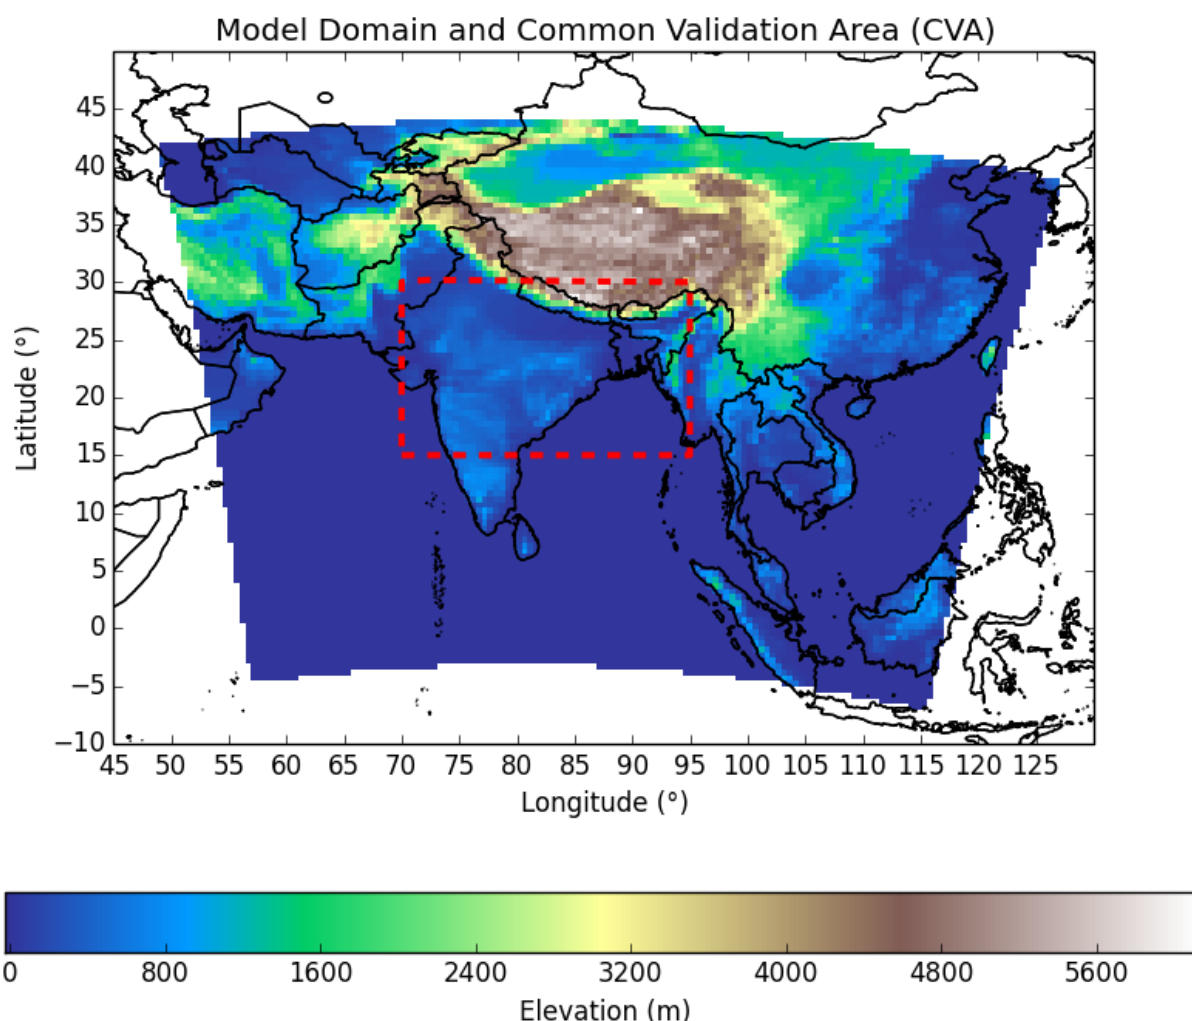 Model Domain and Common Validation Area (CVA)
45
40
35
30
25
20
15
10
5
0
−5
−10
Latitude (°)
45 50 55 60 65 70 75 80 85 90 95 100 105 110 115 120 125
Longitude (°)
0 800 1600 2400 3200 4000 4800 5600
Elevation (m)